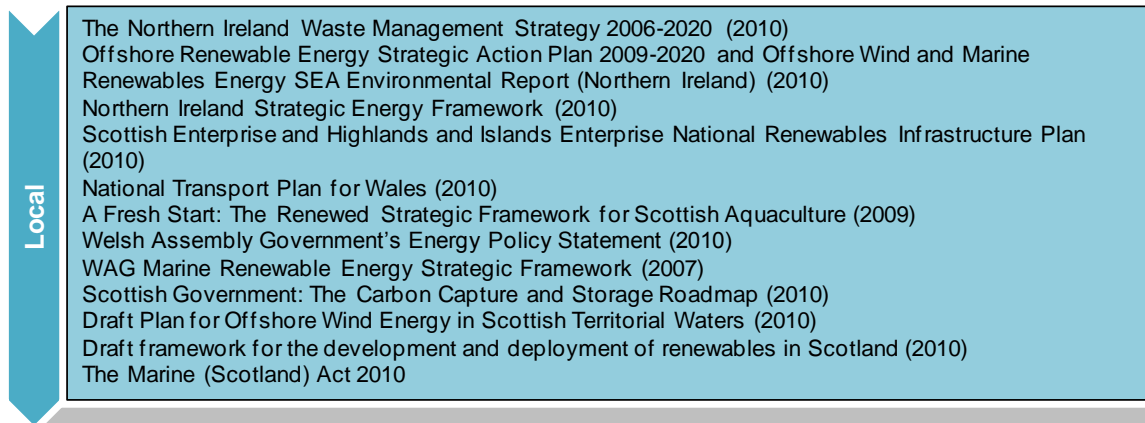 Local
The Northern Ireland Waste Management Strategy 2006-2020 (2010)
Offshore Renewable Energy Strategic Action Plan 2009-2020 and Offshore Wind and Marine
Renewables Energy SEA Environmental Report (Northern Ireland) (2010)
Northern Ireland Strategic Energy Framework (2010)
Scottish Enterprise and Highlands and Islands Enterprise National Renewables Infrastructure Plan
(2010)
National Transport Plan for Wales (2010)
A Fresh Start: The Renewed Strategic Framework for Scottish Aquaculture (2009)
Welsh Assembly Government's Energy Policy Statement (2010)
WAG Marine Renewable Energy Strategic Framework (2007)
Scottish Government: The Carbon Capture and Storage Roadmap (2010)
Draft Plan for Offshore Wind Energy in Scottish Territorial Waters (2010)
Draft framework for the development and deployment of renewables in Scotland (2010)
The Marine (Scotland) Act 2010